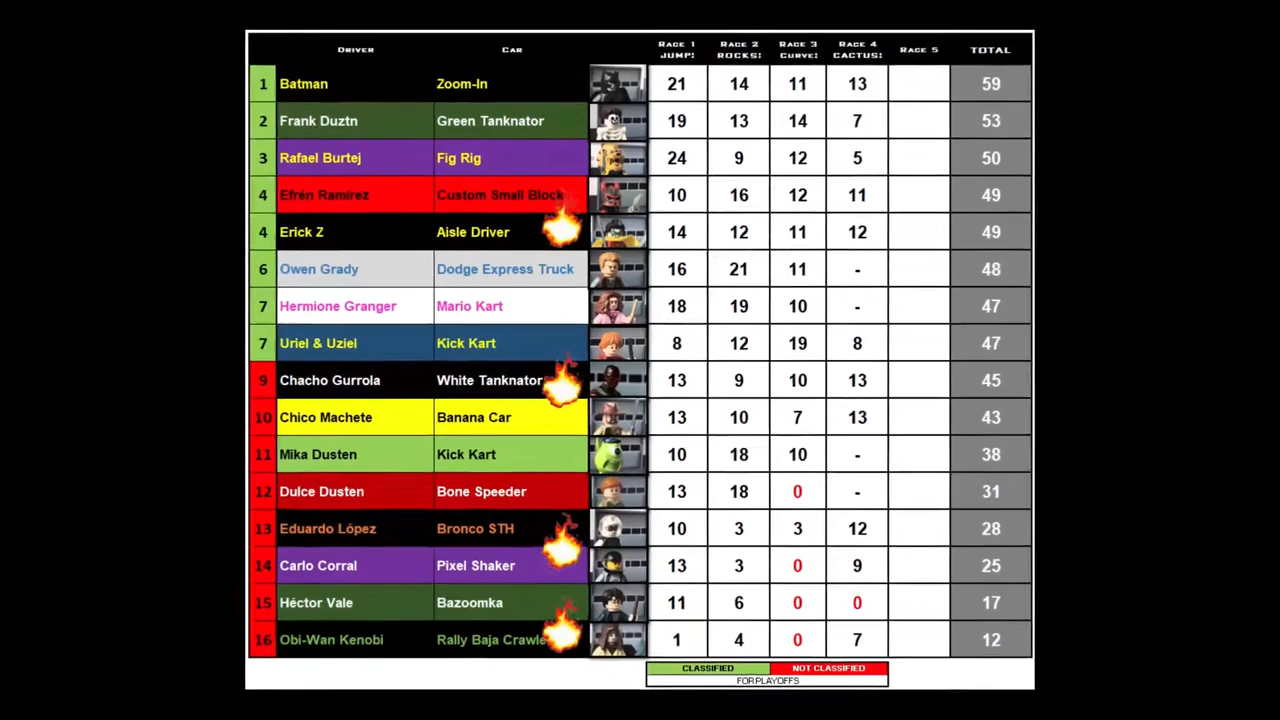 DRIVER CAR RACE 1 JUMP! RACE 2 ROCKS! RACE 3 CURVE! RACE 4 CACTUS! RACE 5 TOTAL
1 Batman Zoom-In 21 14 11 13 59
2 Frank Duztn Green Tanknator 19 13 14 7 53
3 Rafael Burtej Fig Rig 24 9 12 5 50
4 Efrén Ramírez Custom Small Block 10 16 12 11 49
4 Erick Z Aisle Driver 14 12 11 12 49
6 Owen Grady Dodge Express Truck 16 21 11 - 48
7 Hermione Granger Mario Kart 18 19 10 - 47
7 Uriel & Uziel Kick Kart 8 12 19 8 47
9 Chacho Gurrola White Tanknator 13 9 10 13 45
10 Chico Machete Banana Car 13 10 7 13 43
11 Mika Dusten Kick Kart 10 18 10 - 38
12 Dulce Dusten Bone Speeder 13 18 0 - 31
13 Eduardo López Bronco STH 10 3 3 12 28
14 Carlo Corral Pixel Shaker 13 3 0 9 25
15 Héctor Vale Bazoomka 11 6 0 0 17
16 Obi-Wan Kenobi Rally Baja Crawle 1 4 0 7 12
CLASSIFIED NOT CLASSIFIED
FOR PLAYOFFS